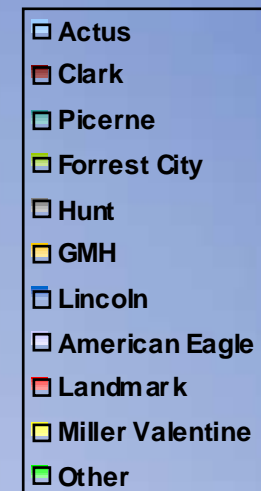 Actus
Clark
Picerne
Forrest City
Hunt
GMH
Lincoln
American Eagle
Landmark
Miller Valentine
Other